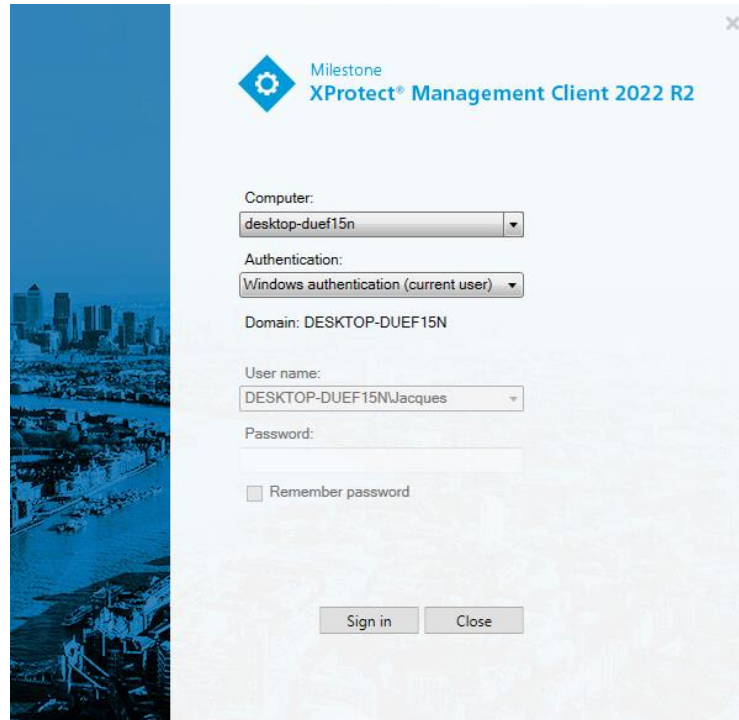 Milestone
XProtect® Management Client 2022 R2
Computer:
desktop-duef15n
Authentication:
Windows authentication (current user)
Domain: DESKTOP-DUEF15N
User name:
DESKTOP-DUEF15N\Jacques
Password:
Remember password
Sign in Close